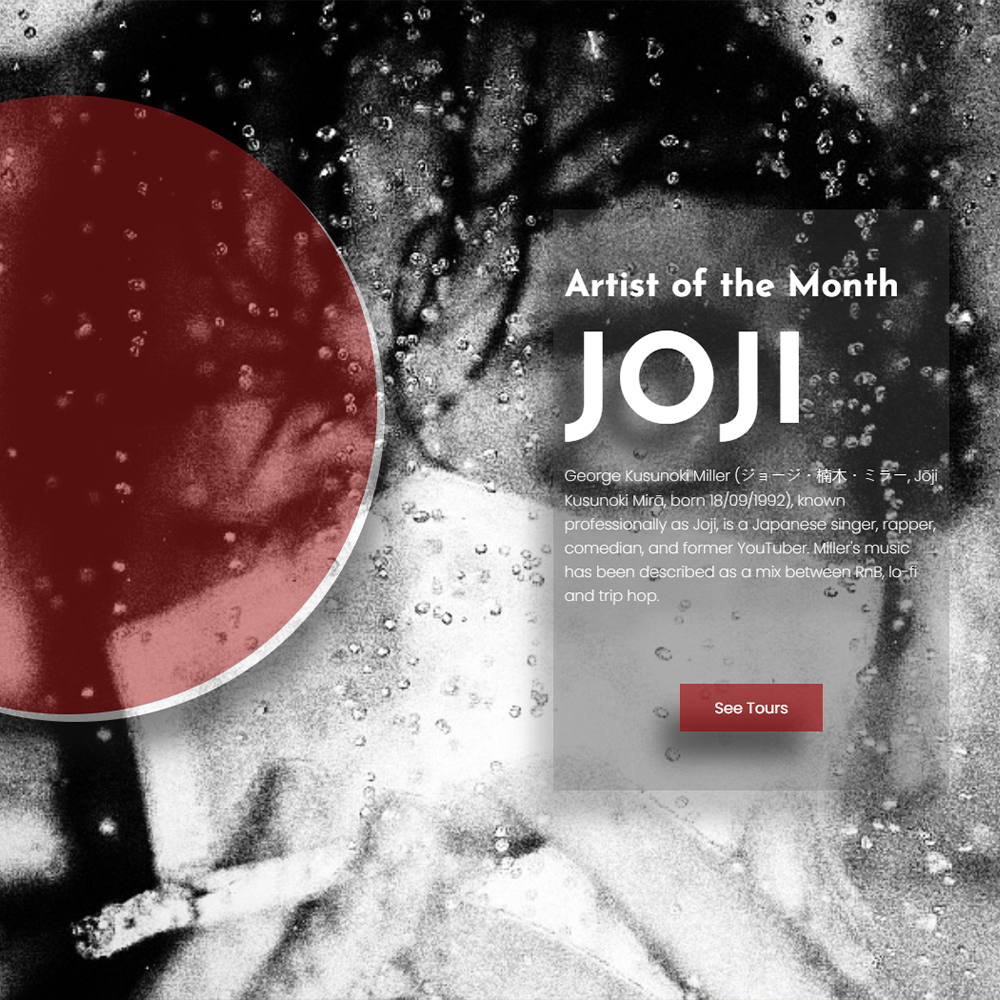 Artist of the Month
JOJI
George Kusunoki Miller (ジョージ・楠木・ミラー, Jōji
Kusunoki Mirā, born 18/09/1992), known
professionally as Joji, is a Japanese singer, rapper,
comedian, and former YouTuber. Miller's music
has been described as a mix between RnB, lo-fi
and trip hop.
See Tours